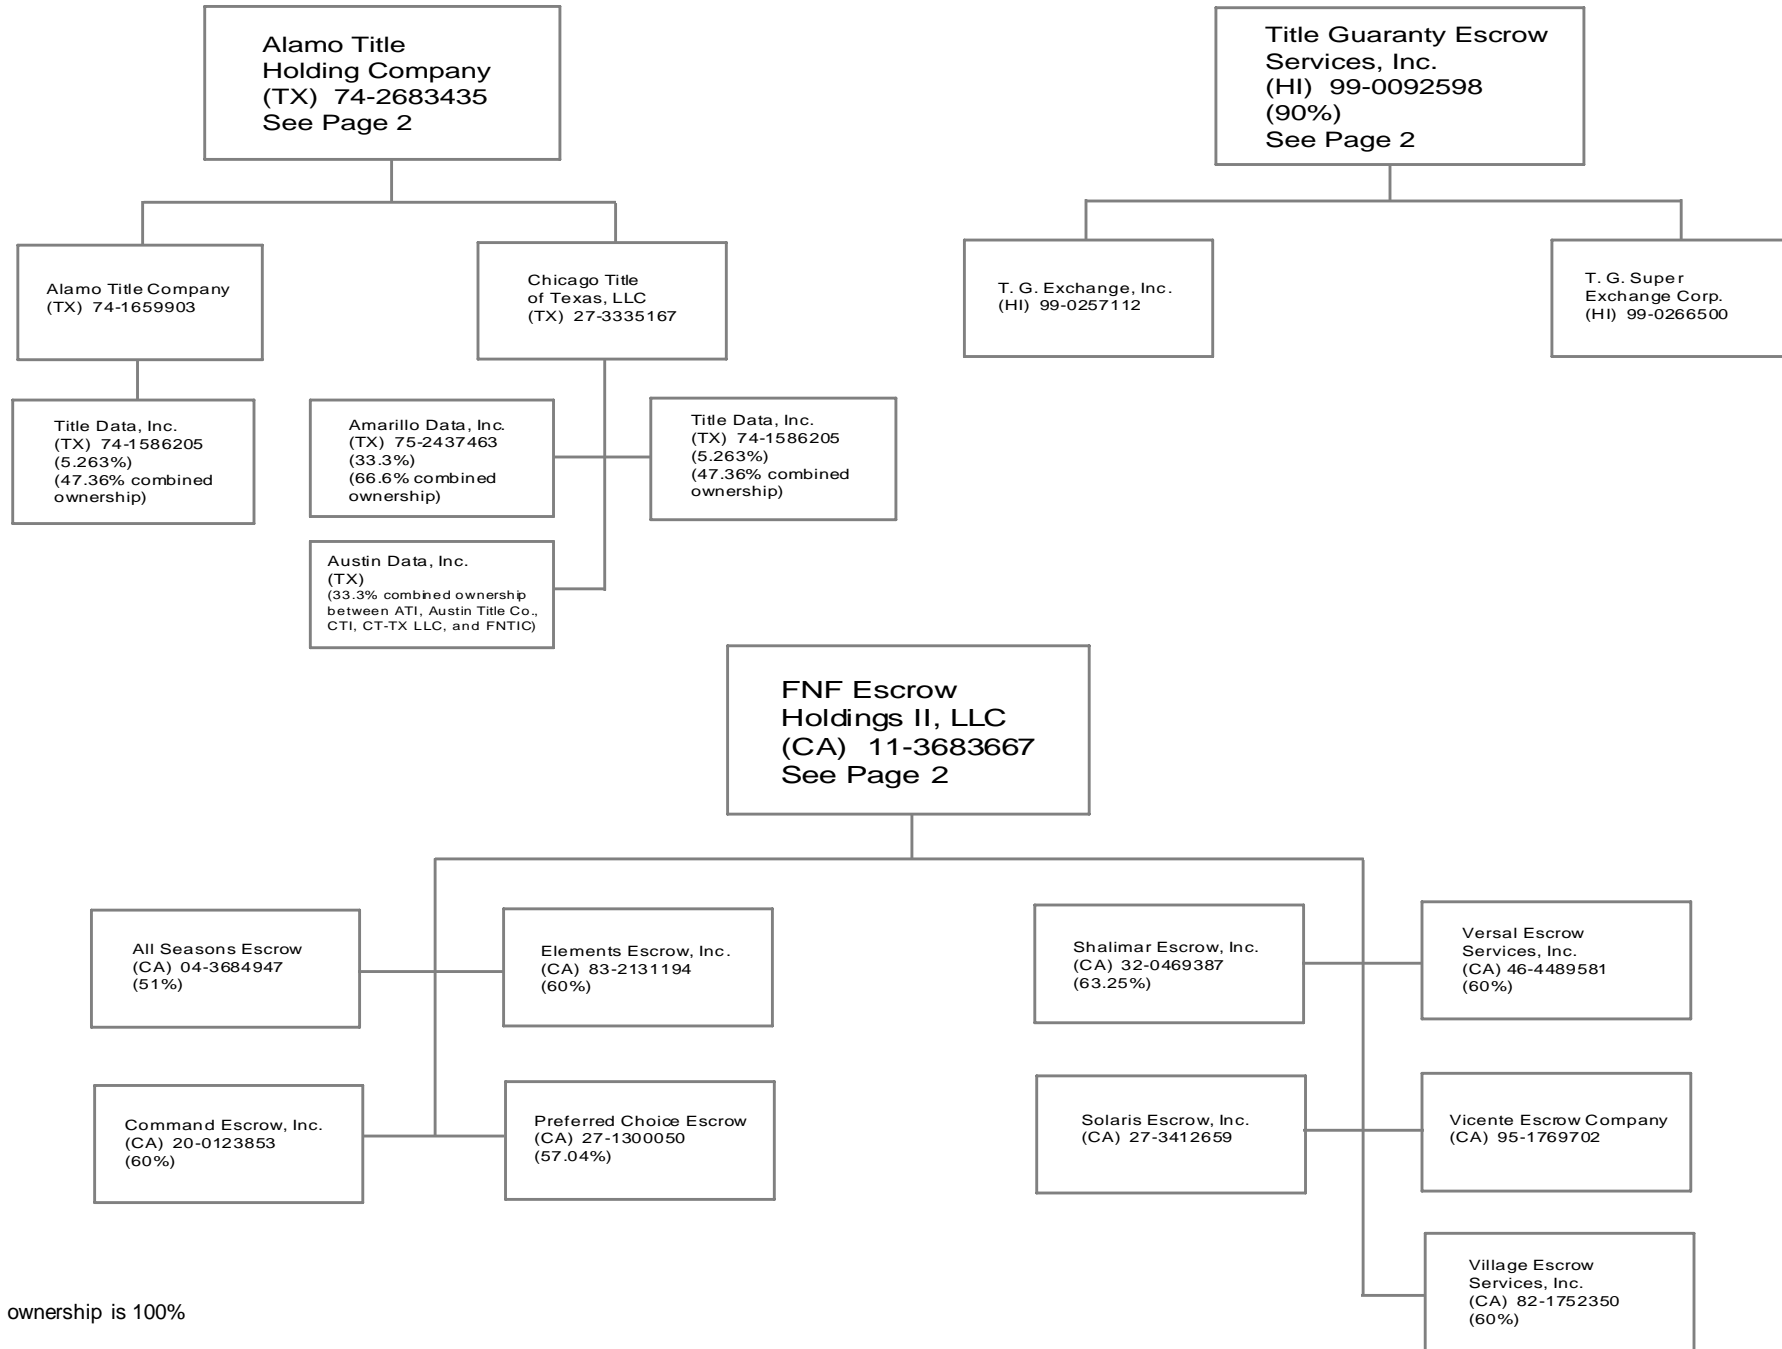 Alamo Title
Holding Company
(TX) 74-2683435
See Page 2
Title Guaranty Escrow
Services, Inc.
(HI) 99-0092598
(90%)
See Page 2
Alamo Title Company
(TX) 74-1659903
Chicago Title
of Texas, LLC
(TX) 27-3335167
T. G. Exchange, Inc.
(HI) 99-0257112
T. G. Super
Exchange Corp.
(HI) 99-0266500
Title Data, Inc.
(TX) 74-1586205
(5.263%)
(47.36% combined
ownership)
Amarillo Data, Inc.
(TX) 75-2437463
(33.3%)
(66.6% combined
ownership)
Title Data, Inc.
(TX) 74-1586205
(5.263%)
(47.36% combined
ownership)
Austin Data, Inc.
(TX)
(33.3% combined ownership
between ATI, Austin Title Co.,
CTI, CT-TX LLC, and FNTIC)
FNF Escrow
Holdings II, LLC
(CA) 11-3683667
See Page 2
All Seasons Escrow
(CA) 04-3684947
(51%)
Elements Escrow, Inc.
(CA) 83-2131194
(60%)
Shalimar Escrow, Inc.
(CA) 32-0469387
(63.25%)
Versal Escrow
Services, Inc.
(CA) 46-4489581
(60%)
Command Escrow, Inc.
(CA) 20-0123853
(60%)
Preferred Choice Escrow
(CA) 27-1300050
(57.04%)
Solaris Escrow, Inc.
(CA) 27-3412659
Vicente Escrow Company
(CA) 95-1769702
Village Escrow
Services, Inc.
(CA) 82-1752350
(60%)
ownership is 100%